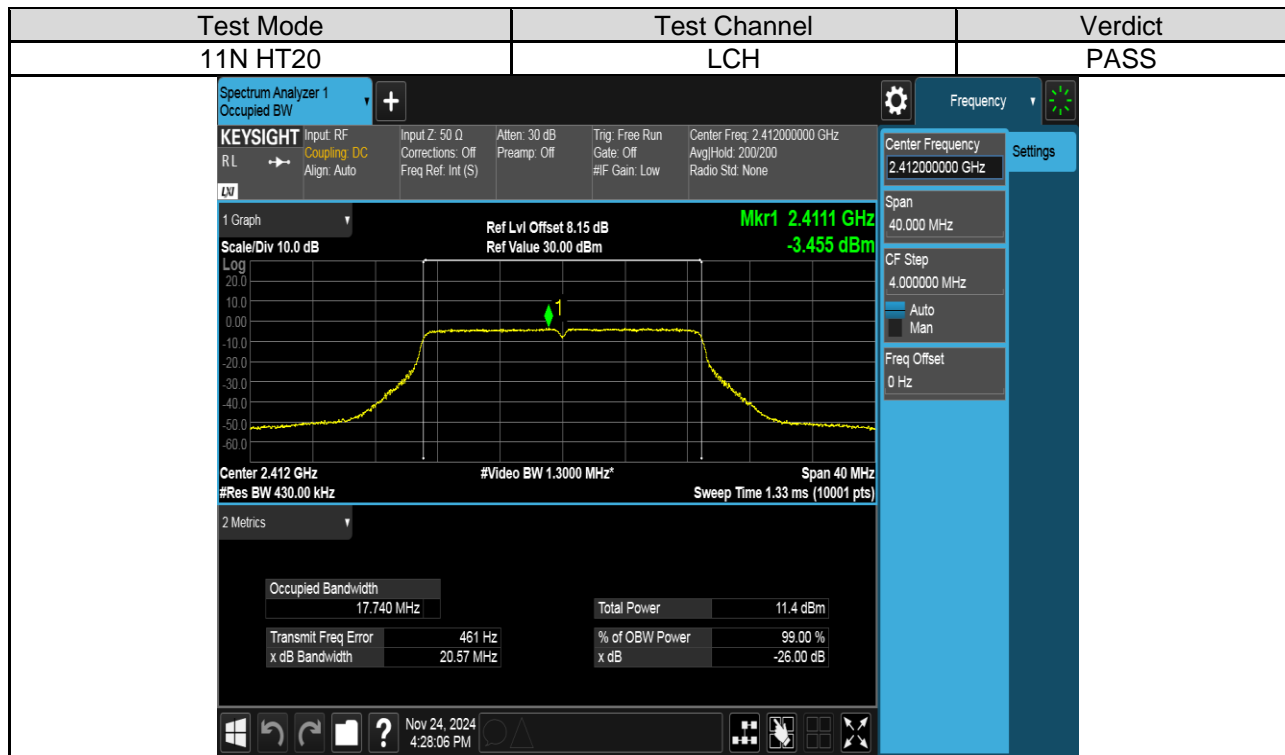 Test Mode Test Channel Verdict
11N HT20 LCH PASS
Spectrum Analyzer 1
Occupied BW
Frequency
KEYSIGHT Input: RF Input Z: 50 Ω Atten: 30 dB Trig: Free Run Center Freq: 2.412000000 GHz
Coupling: DC Corrections: Off Preamp: Off Gate: Off Avg|Hold: 200/200
R L Align: Auto Freq Ref: Int (S) #IF Gain: Low Radio Std: None
LXI
Center Frequency
2.412000000 GHz
Settings
Span
40.000 MHz
CF Step
4.000000 MHz
Auto
Man
Freq Offset
0 Hz
1 Graph Ref Lvl Offset 8.15 dB Mkr1 2.4111 GHz
Scale/Div 10.0 dB Ref Value 30.00 dBm -3.455 dBm
Log
20.0
10.0
1
0.00
-10.0
-20.0
-30.0
-40.0
-50.0
-60.0
Center 2.412 GHz #Video BW 1.3000 MHz* Span 40 MHz
#Res BW 430.00 kHz Sweep Time 1.33 ms (10001 pts)
2 Metrics
Occupied Bandwidth
17.740 MHz Total Power 11.4 dBm
Transmit Freq Error 461 Hz % of OBW Power 99.00 %
x dB Bandwidth 20.57 MHz x dB -26.00 dB
? Nov 24, 2024
4:28:06 PM